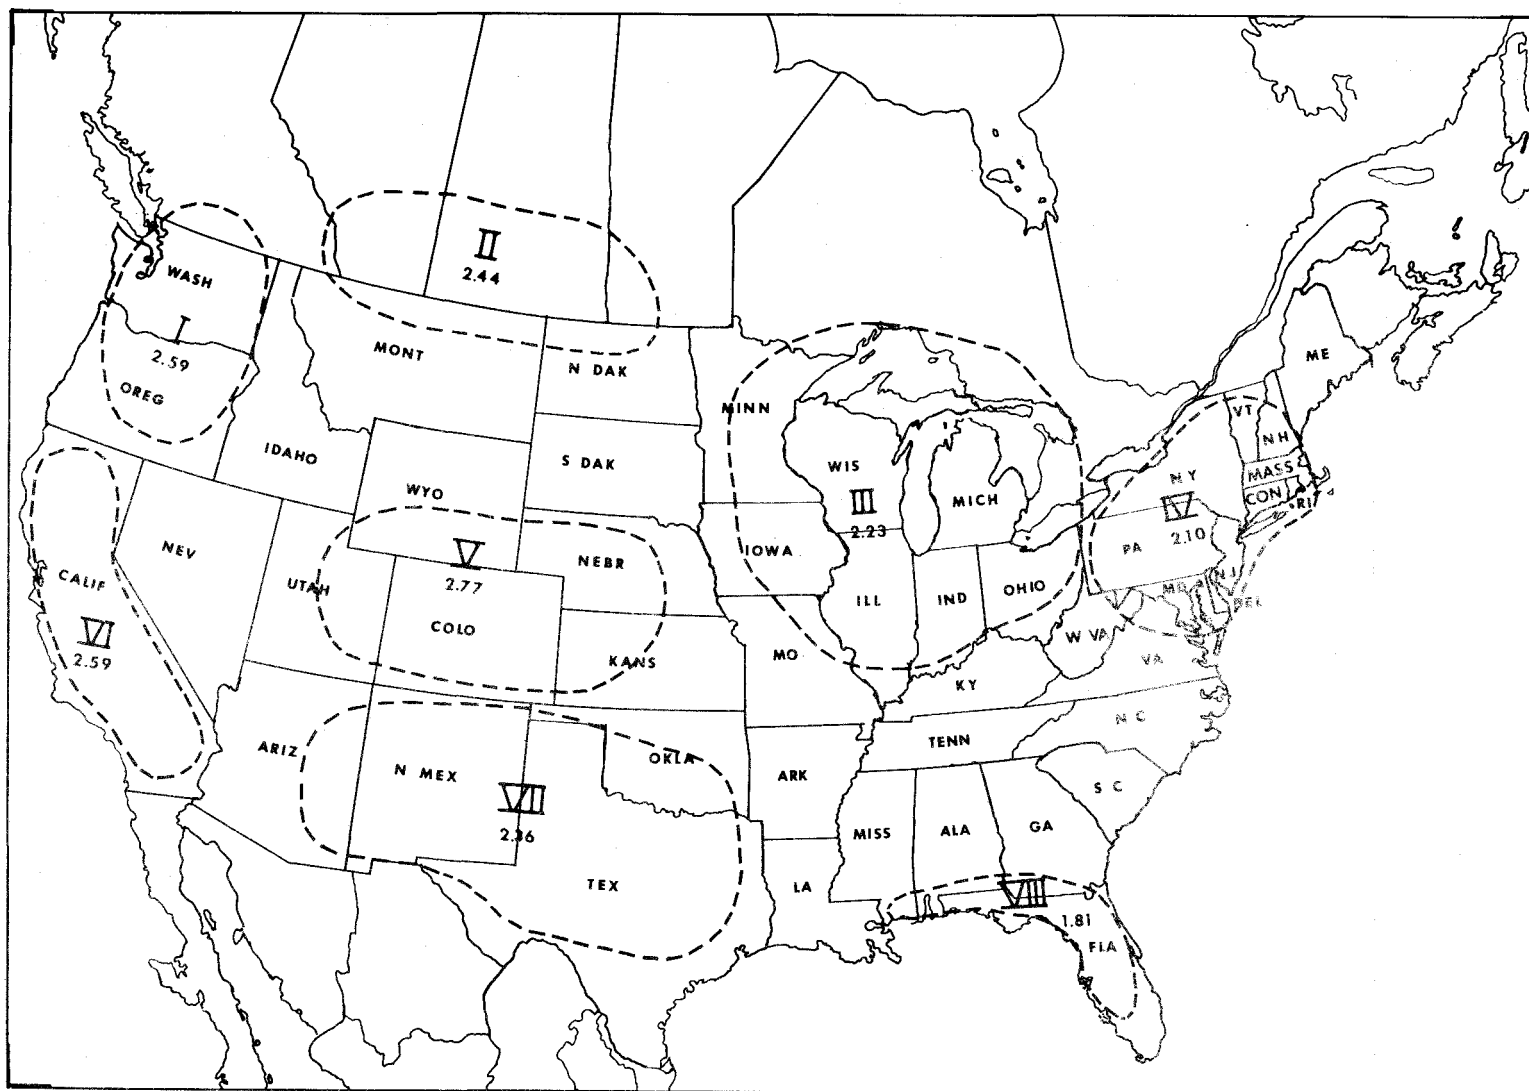 II
2.44
WASH
I
2.59
OREG
MONT
N DAK
MINN
ME
VT
N H
IDAHO
WYO
S DAK
WIS
III
2.23
MICH
N Y
IV
2.10
MASS
CON
RI
NEV
UTAH
V
2.77
NEBR
IOWA
ILL
IND
OHIO
PA
N J
MD
DEL
CALIF
VI
2.59
COLO
KANS
MO
KY
W VA
VA
ARIZ
N MEX
OKLA
ARK
TENN
N C
S C
VII
2.36
TEX
LA
MISS
ALA
GA
VIII
1.81
FLA